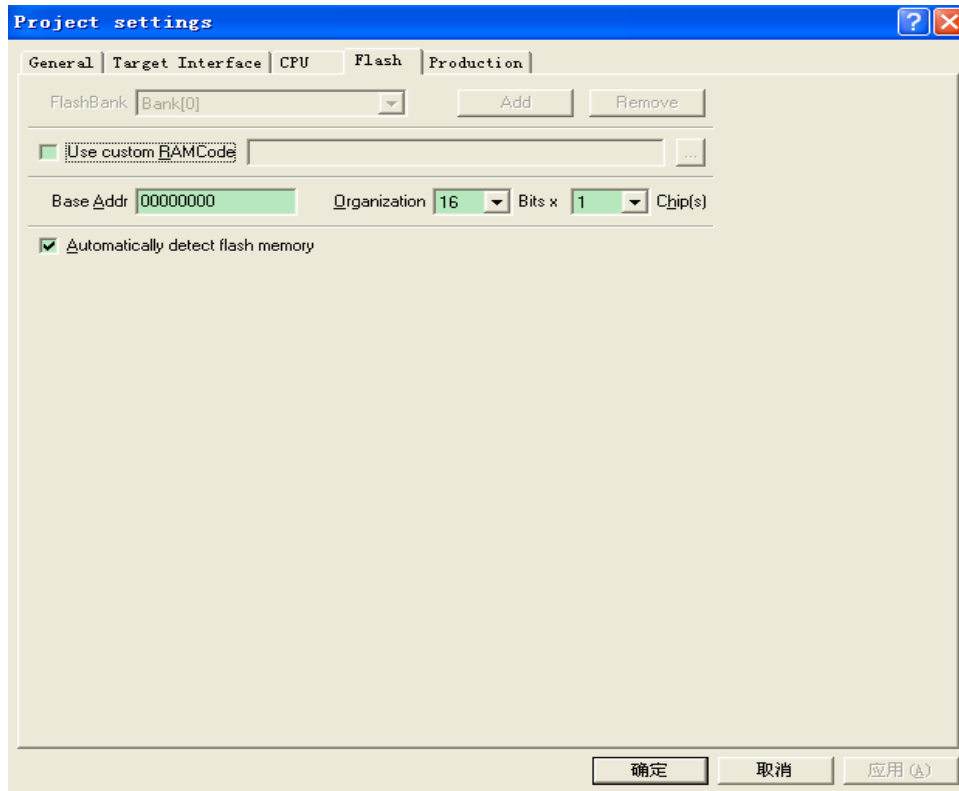 Project settings
General Target Interface CPU Flash Production
FlashBank Bank[0] Add Remove
Use custom RAMCode ...
Base Addr 00000000 Organization 16 Bits x 1 Chip(s)
Automatically detect flash memory
确定 取消 应用(A)